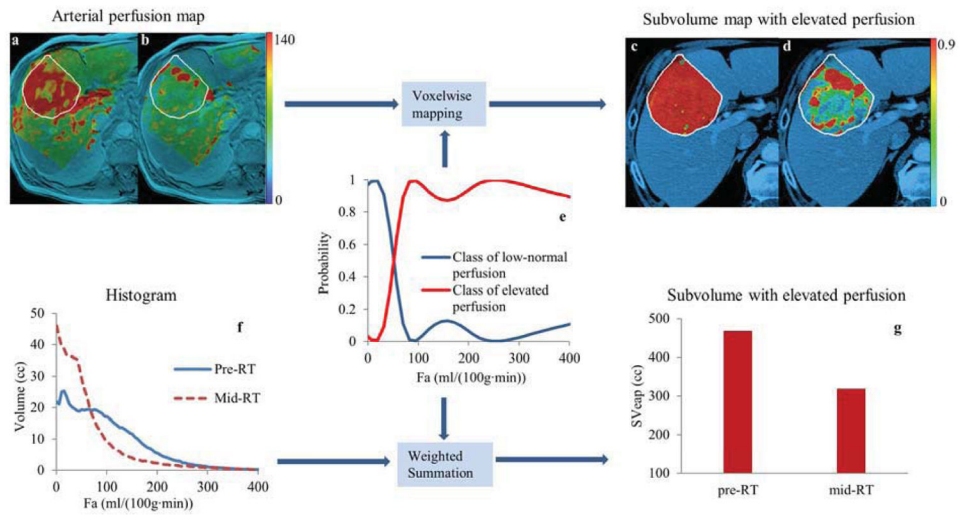 Arterial perfusion map
Subvolume map with elevated perfusion
a
b
140
0
Voxelwise
mapping
c
d
0.9
0
1
0.8
0.6
0.4
0.2
0
Probability
e
Class of low-normal
perfusion
Class of elevated
perfusion
0 100 200 300 400
Fa (ml/(100g·min))
Histogram
f
50
40
30
20
10
0
Volume (cc)
Pre-RT
Mid-RT
0 100 200 300 400
Fa (ml/(100g·min))
Weighted
Summation
Subvolume with elevated perfusion
g
500
400
300
200
100
SVeap (cc)
pre-RT mid-RT